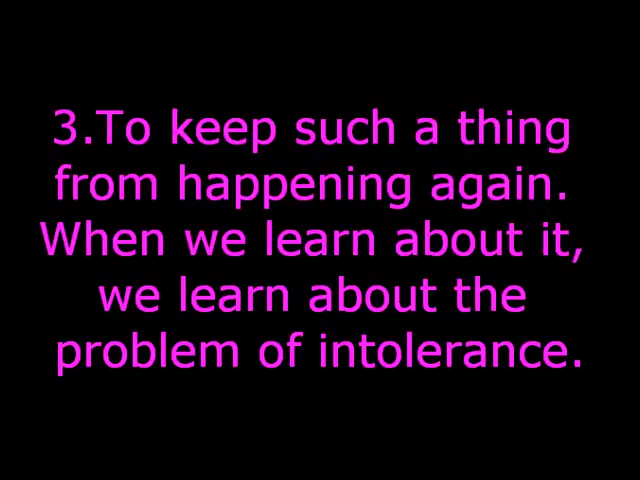 3.To keep such a thing
from happening again.
When we learn about it,
we learn about the
problem of intolerance.